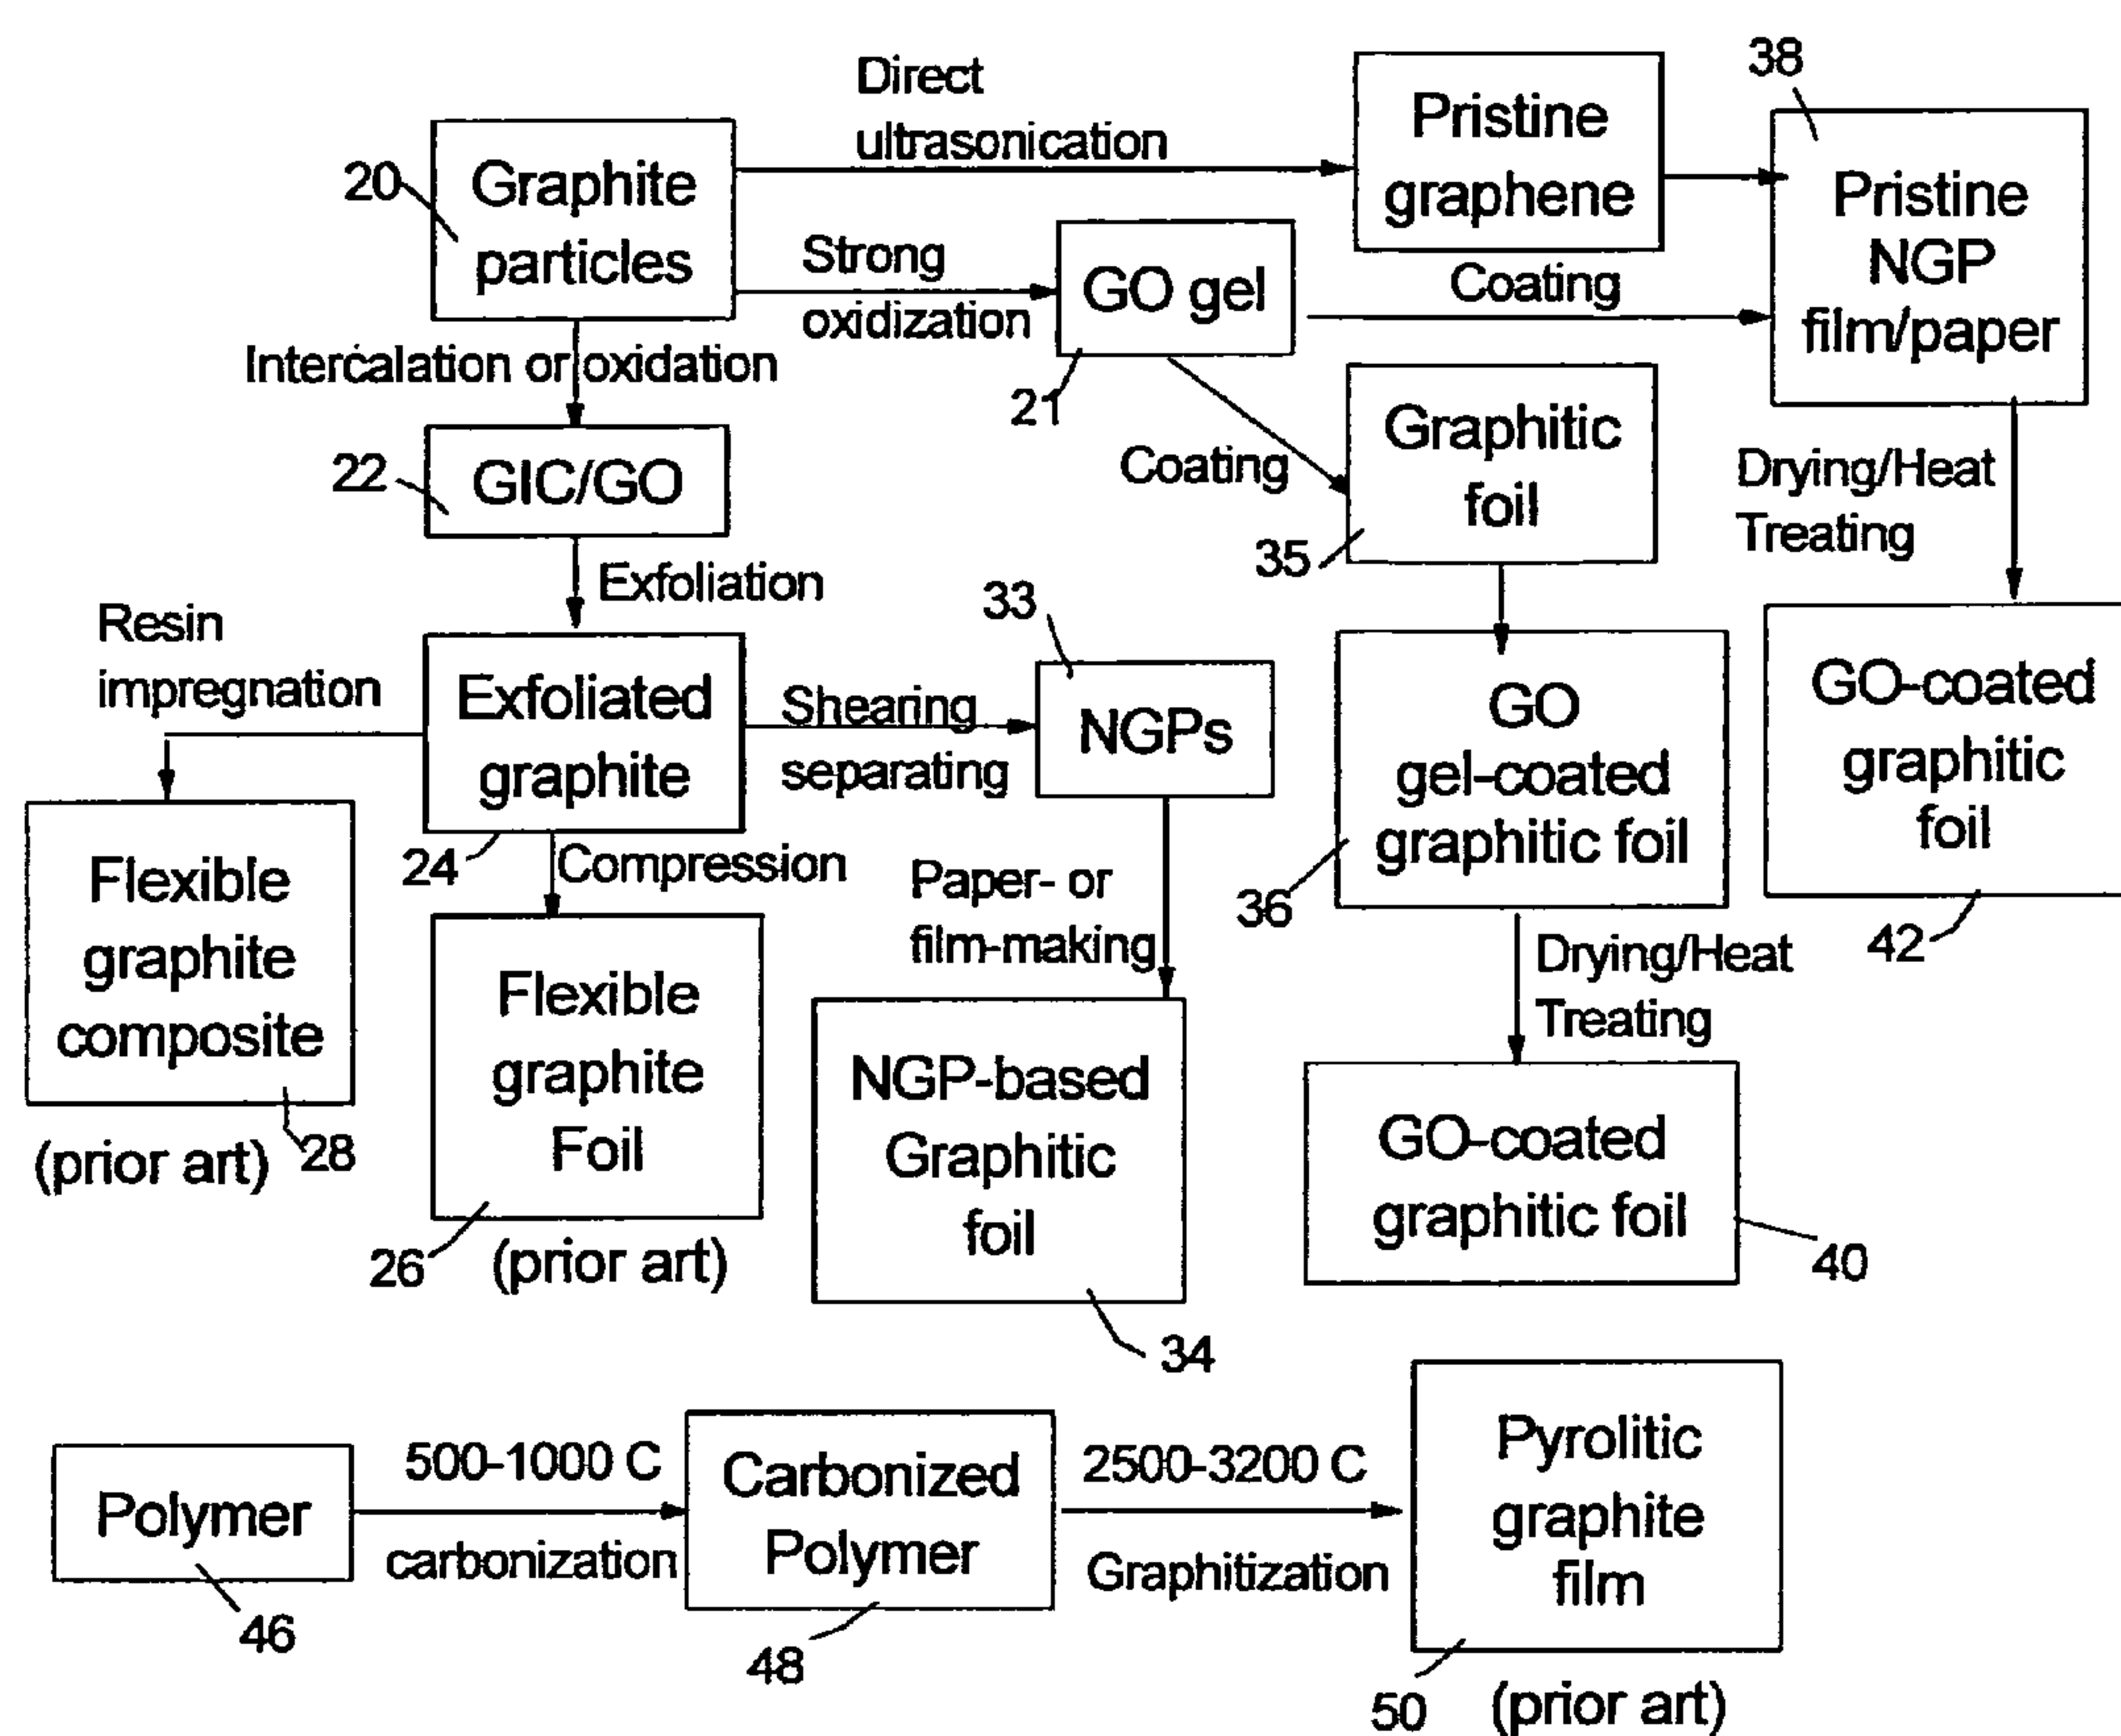 Direct
ultrasonication
Pristine
graphene
38
Pristine
NGP
film/paper
20
Graphite
particles
Strong
oxidization
GO gel
21
Coating
Intercalation or oxidation
22
GIC/GO
Coating
Graphitic
foil
35
Drying/Heat
Treating
Exfoliation
33
Resin
impregnation
Exfoliated
graphite
24
Shearing
separating
NGPs
GO
gel-coated
graphitic foil
36
GO-coated
graphitic
foil
42
Flexible
graphite
composite
28
(prior art)
Compression
Flexible
graphite
Foil
26
(prior art)
Paper- or
film-making
NGP-based
Graphitic
foil
34
Drying/Heat
Treating
GO-coated
graphitic foil
40
Polymer
46
500-1000 C
carbonization
Carbonized
Polymer
48
2500-3200 C
Graphitization
Pyrolitic
graphite
film
50
(prior art)